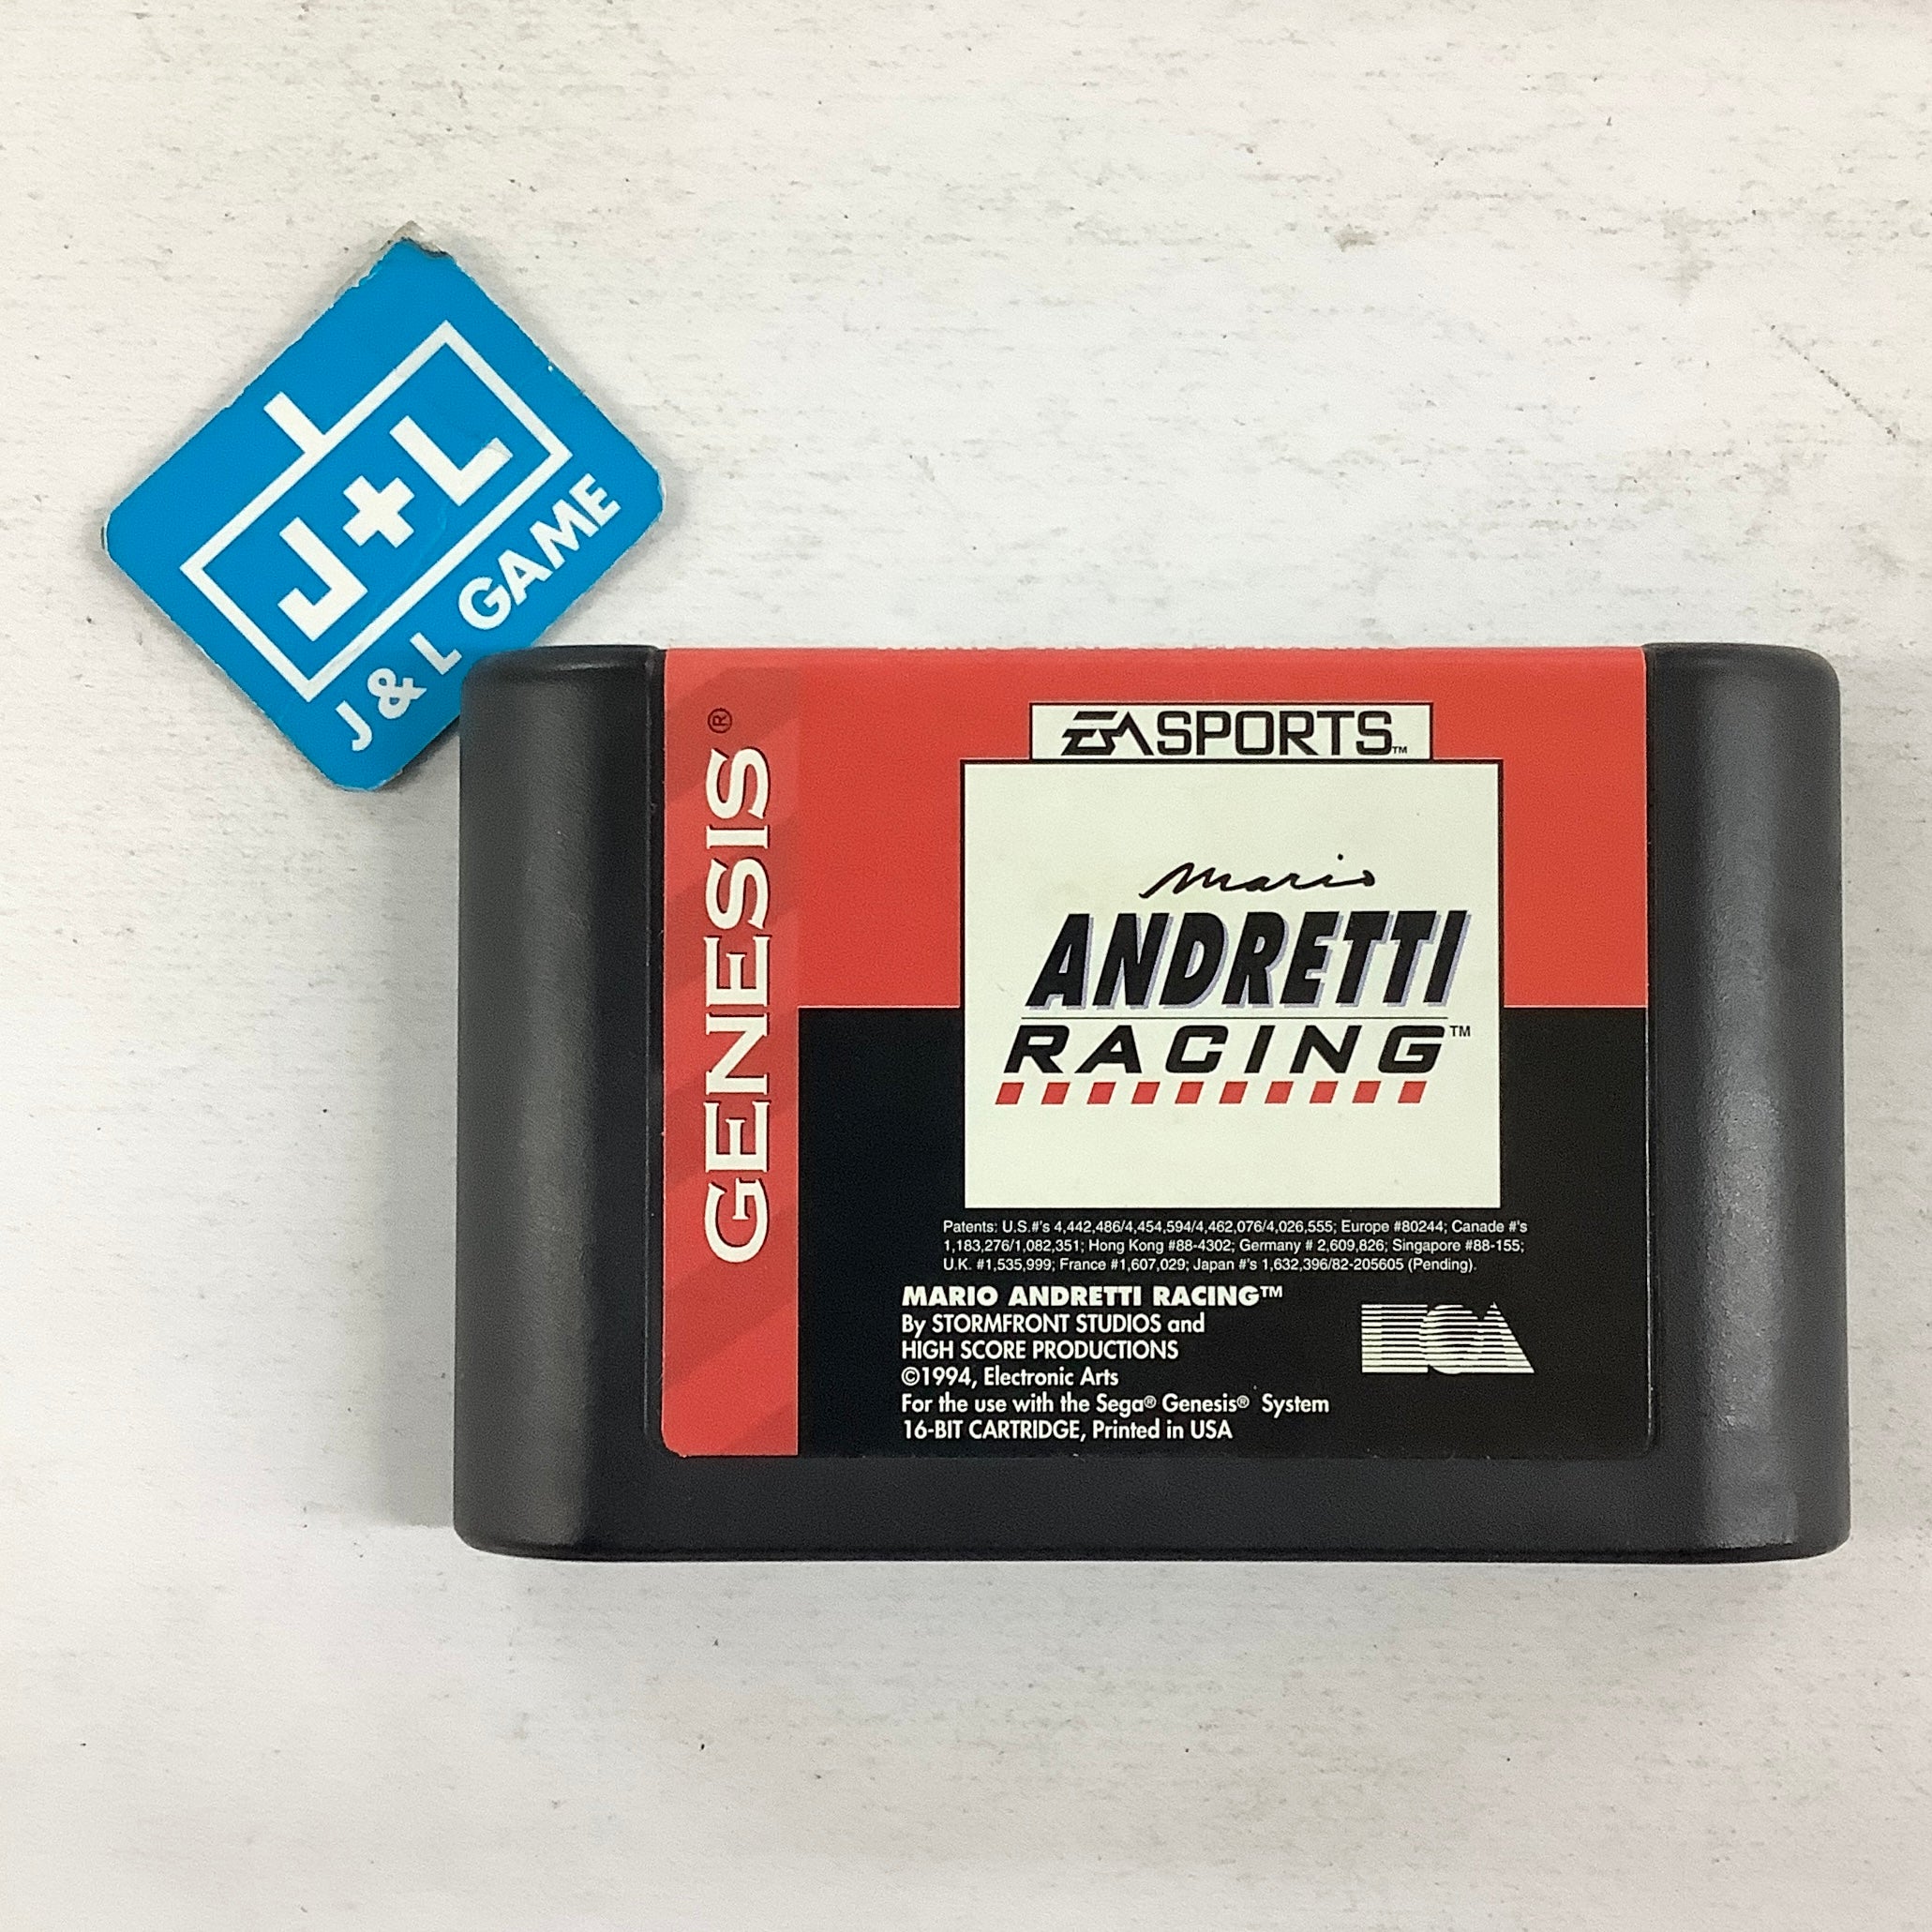 J+L
J & L GAME
GENESIS®
EA SPORTS™
Mario
ANDRETTI
RACING™
Patents: U.S.#'s 4,442,486/4,454,594/4,462,076/4,026,555; Europe #80244; Canade #'s
1,183,276/1,082,351; Hong Kong #88-4302; Germany # 2,609,826; Singapore #88-155;
U.K. #1,535,999; France #1,607,029; Japan #'s 1,632,396/82-205605 (Pending).
MARIO ANDRETTI RACING™
By STORMFRONT STUDIOS and
HIGH SCORE PRODUCTIONS
©1994, Electronic Arts
For the use with the Sega® Genesis® System
16-BIT CARTRIDGE, Printed in USA
EA